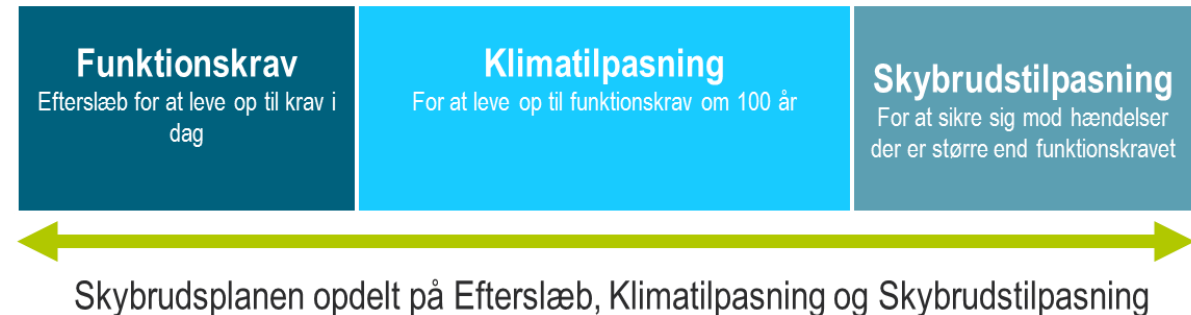 Funktionskrav
Efterslæb for at leve op til krav i
dag
Klimatilpasning
For at leve op til funktionskrav om 100 år
Skybrudstilpasning
For at sikre sig mod hændelser
der er større end funktionskravet
Skybrudsplanen opdelt på Efterslæb, Klimatilpasning og Skybrudstilpasning